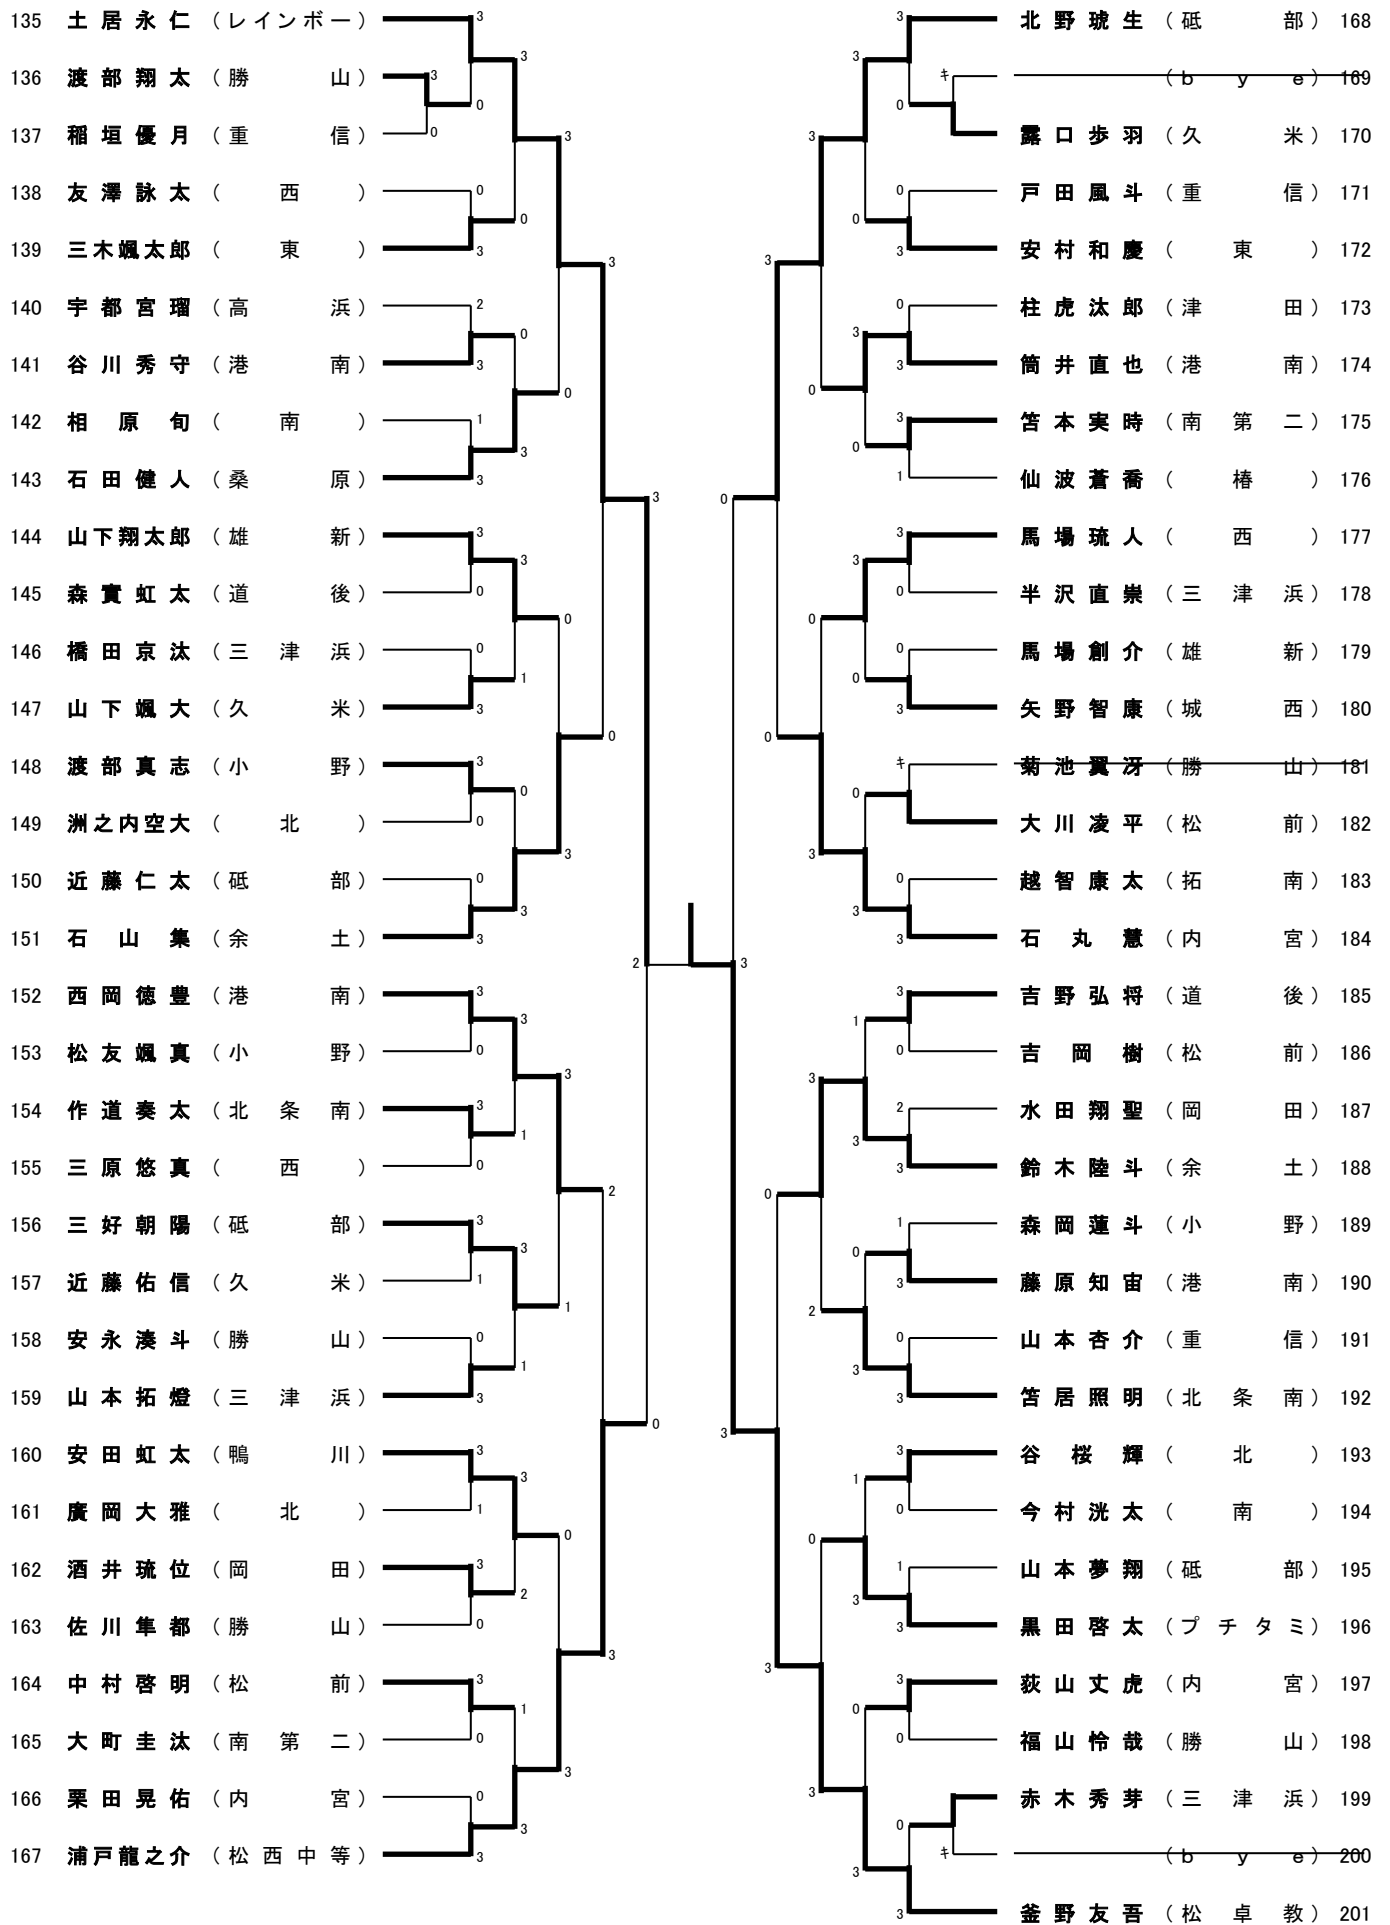 135 土居永仁 (レインボー)
136 渡部翔太 (勝山)
137 稲垣優月 (重信)
138 友澤詠太 (西)
139 三木颯太郎 (東)
140 宇都宮瑠 (高浜)
141 谷川秀守 (港南)
142 相原旬 (南)
143 石田健人 (桑原)
144 山下翔太郎 (雄新)
145 森實虹太 (道後)
146 橋田京汰 (三津浜)
147 山下颯大 (久米)
148 渡部真志 (小野)
149 洲之内空大 (北)
150 近藤仁太 (砥部)
151 石山集 (余土)
152 西岡徳豊 (港南)
153 松友颯真 (小野)
154 作道奏太 (北条南)
155 三原悠真 (西)
156 三好朝陽 (砥部)
157 近藤佑信 (久米)
158 安永湊斗 (勝山)
159 山本拓燈 (三津浜)
160 安田虹太 (鴨川)
161 廣岡大雅 (北)
162 酒井琉位 (岡田)
163 佐川隼都 (勝山)
164 中村啓明 (松前)
165 大町圭汰 (南第二)
166 栗田晃佑 (内宮)
167 浦戸龍之介 (松西中等)
北野琥生 (砥部) 168
(bye) 169
露口歩羽 (久米) 170
戸田風斗 (重信) 171
安村和慶 (東) 172
柱虎汰郎 (津田) 173
筒井直也 (港南) 174
笘本実時 (南第二) 175
仙波蒼喬 (椿) 176
馬場琉人 (西) 177
半沢直崇 (三津浜) 178
馬場創介 (雄新) 179
矢野智康 (城西) 180
菊池翼冴 (勝山) 181
大川凌平 (松前) 182
越智康太 (拓南) 183
石丸慧 (内宮) 184
吉野弘将 (道後) 185
吉岡樹 (松前) 186
水田翔聖 (岡田) 187
鈴木陸斗 (余土) 188
森岡蓮斗 (小野) 189
藤原知宙 (港南) 190
山本杏介 (重信) 191
笘居照明 (北条南) 192
谷桜輝 (北) 193
今村洸太 (南) 194
山本夢翔 (砥部) 195
黒田啓太 (プチタミ) 196
荻山丈虎 (内宮) 197
福山怜哉 (勝山) 198
赤木秀芽 (三津浜) 199
(bye) 200
釜野友吾 (松卓教) 201